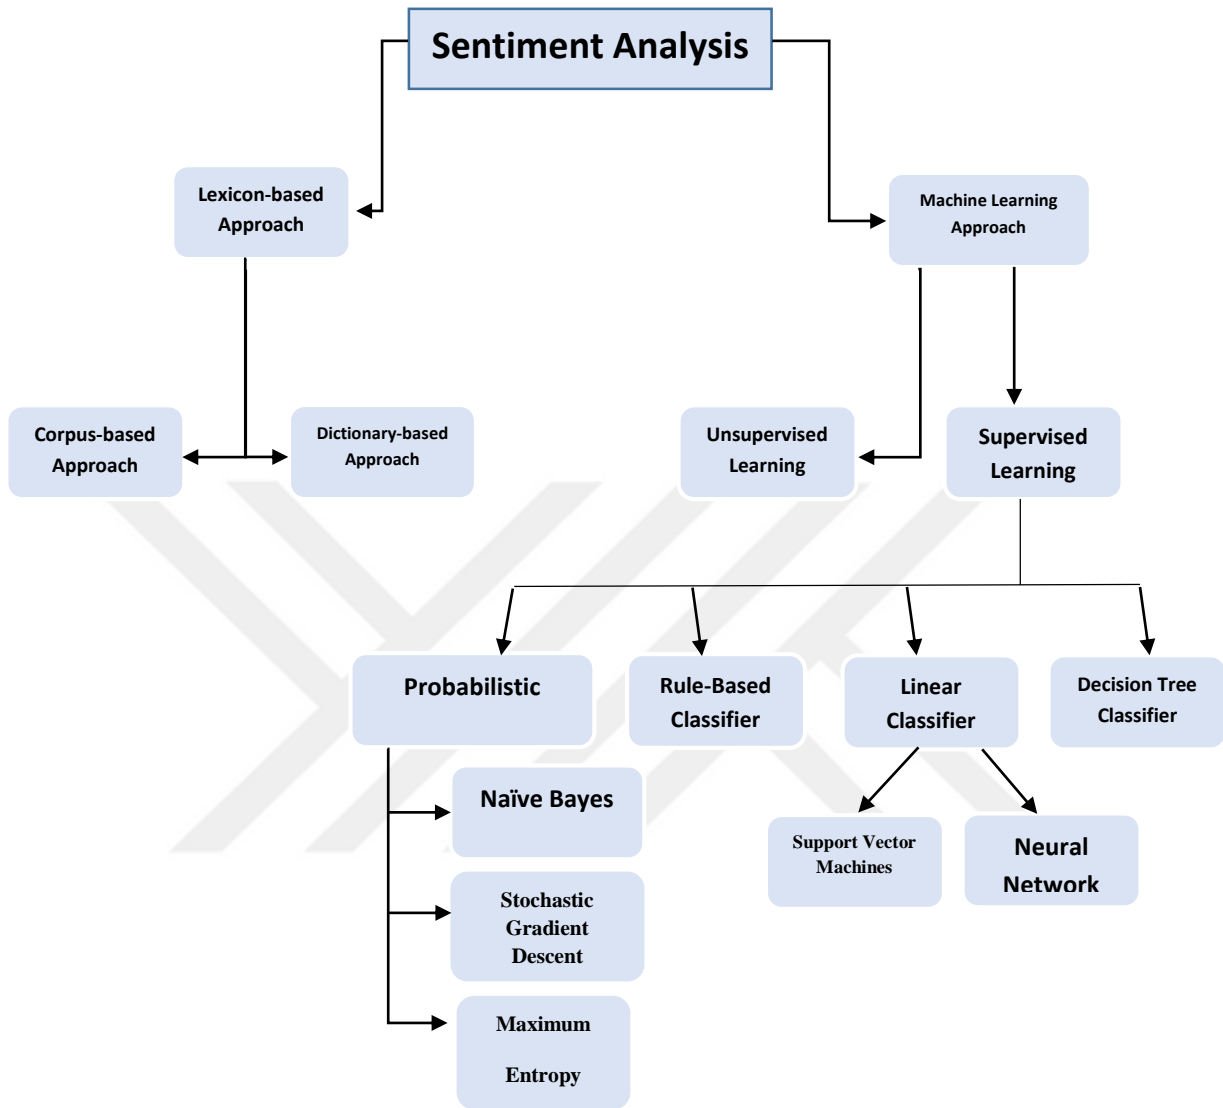 Sentiment Analysis
Lexicon-based
Approach
Machine Learning
Approach
Corpus-based
Approach
Dictionary-based
Approach
Unsupervised
Learning
Supervised
Learning
Probabilistic
Rule-Based
Classifier
Linear
Classifier
Decision Tree
Classifier
Naïve Bayes
Support Vector
Machines
Neural
Network
Stochastic
Gradient
Descent
Maximum
Entropy